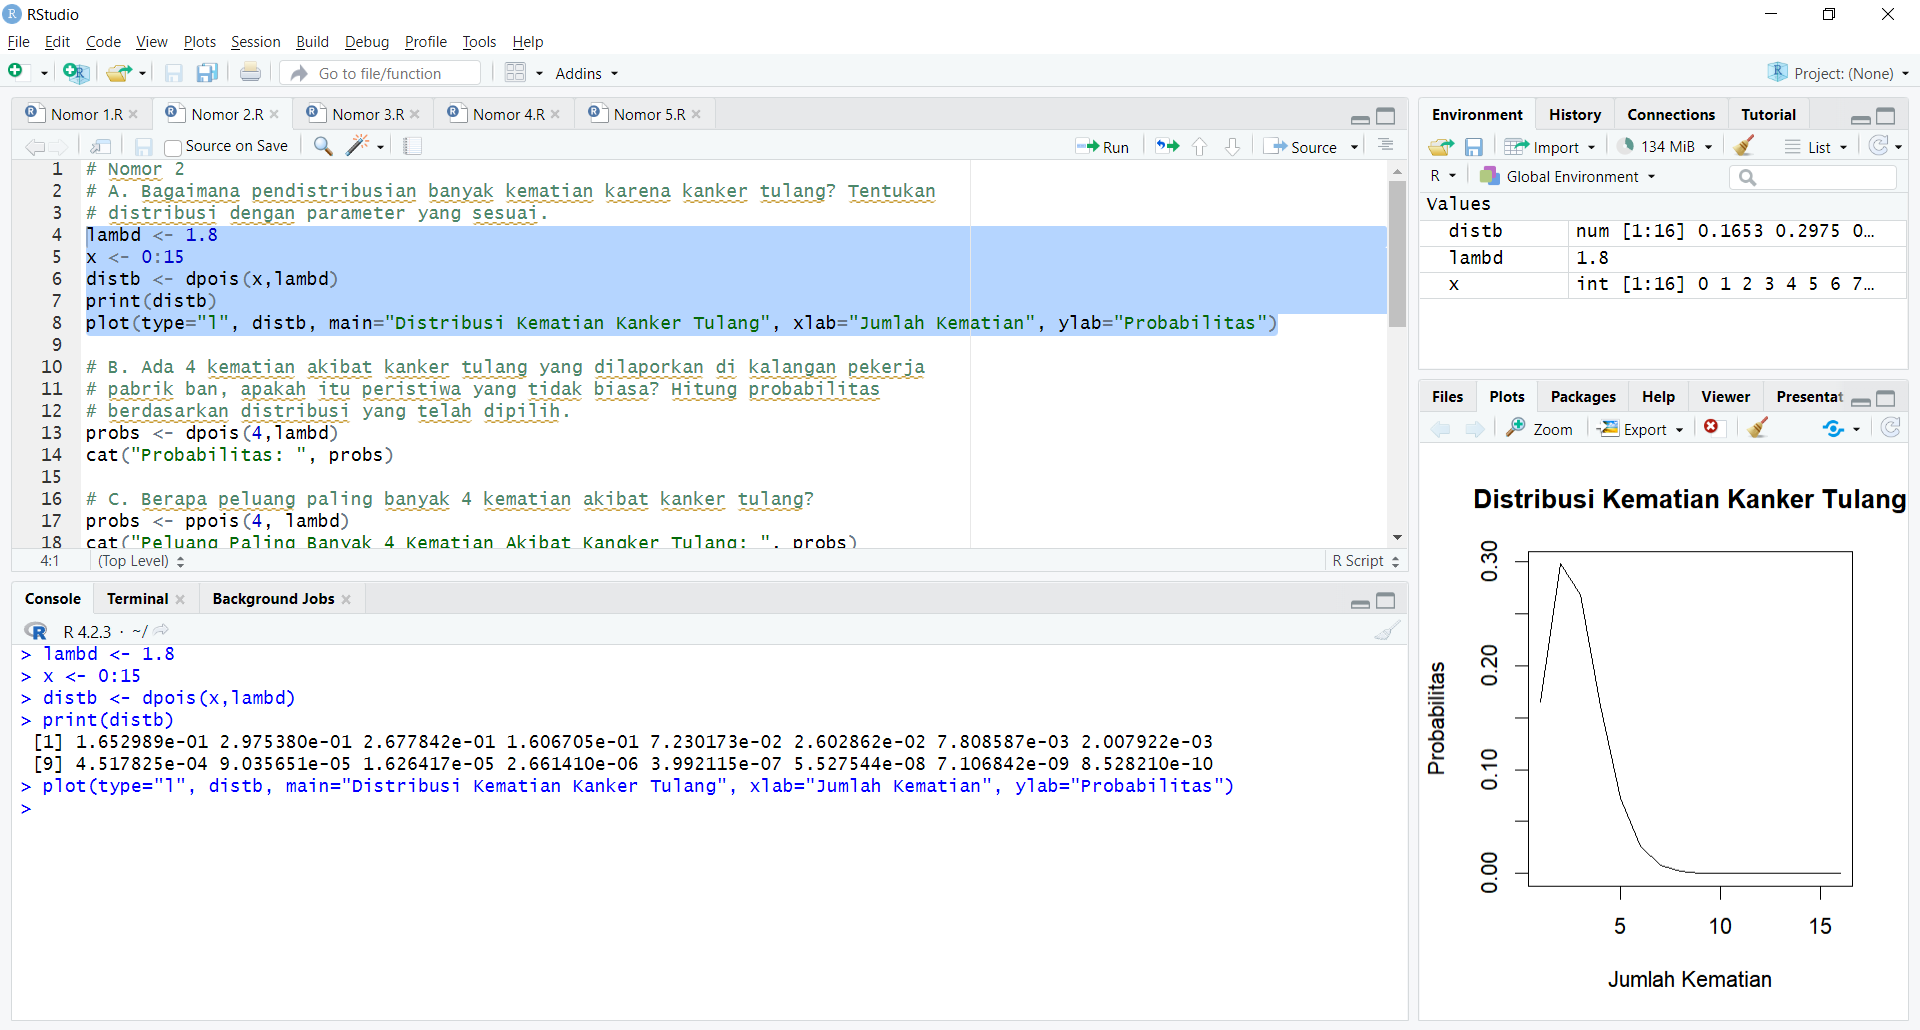 RStudio
File Edit Code View Plots Session Build Debug Profile Tools Help
Go to file/function Addins Project: (None)
Nomor 1.R Nomor 2.R Nomor 3.R Nomor 4.R Nomor 5.R
Source on Save Run Source
1 # Nomor 2
2 # A. Bagaimana pendistribusian banyak kematian karena kanker tulang? Tentukan
3 # distribusi dengan parameter yang sesuai.
4 lambd <- 1.8
5 x <- 0:15
6 distb <- dpois(x,lambd)
7 print(distb)
8 plot(type="l", distb, main="Distribusi Kematian Kanker Tulang", xlab="Jumlah Kematian", ylab="Probabilitas")
9
10 # B. Ada 4 kematian akibat kanker tulang yang dilaporkan di kalangan pekerja
11 # pabrik ban, apakah itu peristiwa yang tidak biasa? Hitung probabilitas
12 # berdasarkan distribusi yang telah dipilih.
13 probs <- dpois(4,lambd)
14 cat("Probabilitas: ", probs)
15
16 # C. Berapa peluang paling banyak 4 kematian akibat kanker tulang?
17 probs <- ppois(4, lambd)
18 cat("Peluang Paling Banyak 4 Kematian Akibat Kangker Tulang: ", probs)
4:1 (Top Level) R Script
Console Terminal Background Jobs
R 4.2.3 · ~/
> lambd <- 1.8
> x <- 0:15
> distb <- dpois(x,lambd)
> print(distb)
[1] 1.652989e-01 2.975380e-01 2.677842e-01 1.606705e-01 7.230173e-02 2.602862e-02 7.808587e-03 2.007922e-03
[9] 4.517825e-04 9.035651e-05 1.626417e-05 2.661410e-06 3.992115e-07 5.527544e-08 7.106842e-09 8.528210e-10
> plot(type="l", distb, main="Distribusi Kematian Kanker Tulang", xlab="Jumlah Kematian", ylab="Probabilitas")
>
Environment History Connections Tutorial
Import 134 MiB List
R Global Environment
Values
distb num [1:16] 0.1653 0.2975 0…
lambd 1.8
x int [1:16] 0 1 2 3 4 5 6 7…
Files Plots Packages Help Viewer Presentat
Zoom Export
Distribusi Kematian Kanker Tulang
Probabilitas
0.30
0.20
0.10
0.00
5 10 15
Jumlah Kematian